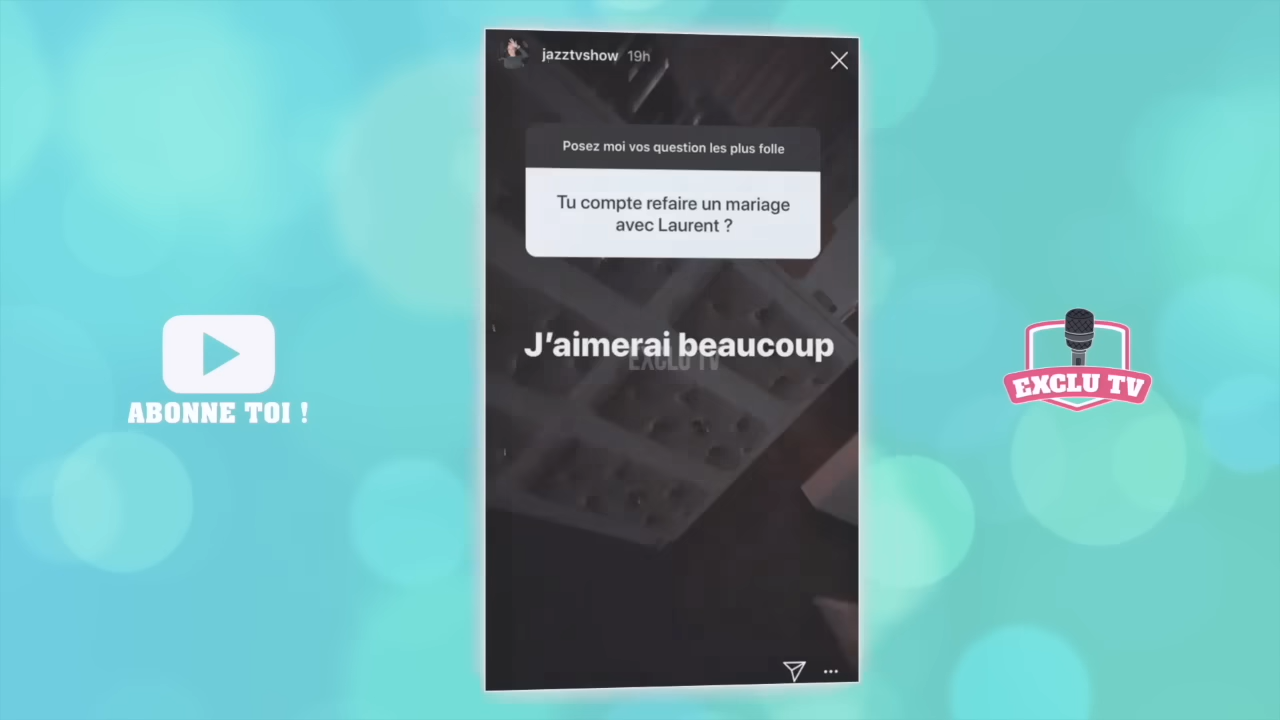 jazztvshow 19h
Posez moi vos question les plus folle
Tu compte refaire un mariage
avec Laurent ?
J'aimerai beaucoup
EXCLU TV
ABONNE TOI !
EXCLU TV